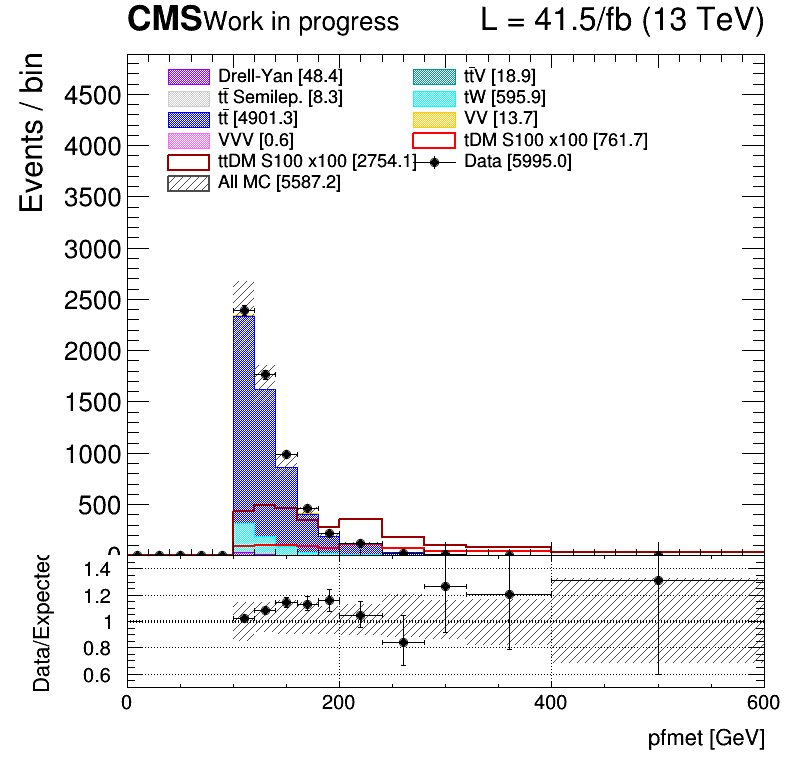 CMS Work in progress L = 41.5/fb (13 TeV)
Events / bin
Drell-Yan [48.4] tt̄V [18.9]
tt̄ Semilep. [8.3] tW [595.9]
tt̄ [4901.3] VV [13.7]
VVV [0.6] tDM S100 x100 [761.7]
ttDM S100 x100 [2754.1] Data [5995.0]
All MC [5587.2]
4500
4000
3500
3000
2500
2000
1500
1000
500
0
Data/Expected
1.4
1.2
1
0.8
0.6
0 200 400 600
pfmet [GeV]